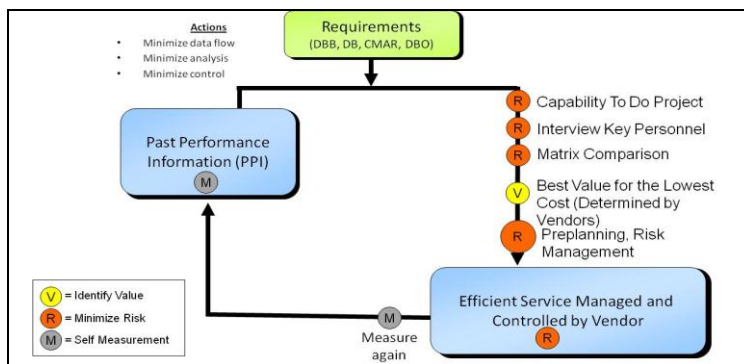 Actions
• Minimize data flow
• Minimize analysis
• Minimize control
Requirements
(DBB, DB, CMAR, DBO)
R Capability To Do Project
R Interview Key Personnel
R Matrix Comparison
V Best Value for the Lowest
Cost (Determined by
Vendors)
R Preplanning, Risk
Management
Past Performance
Information (PPI)
M
Efficient Service Managed and
Controlled by Vendor
R
M
Measure
again
V = Identify Value
R = Minimize Risk
M = Self Measurement